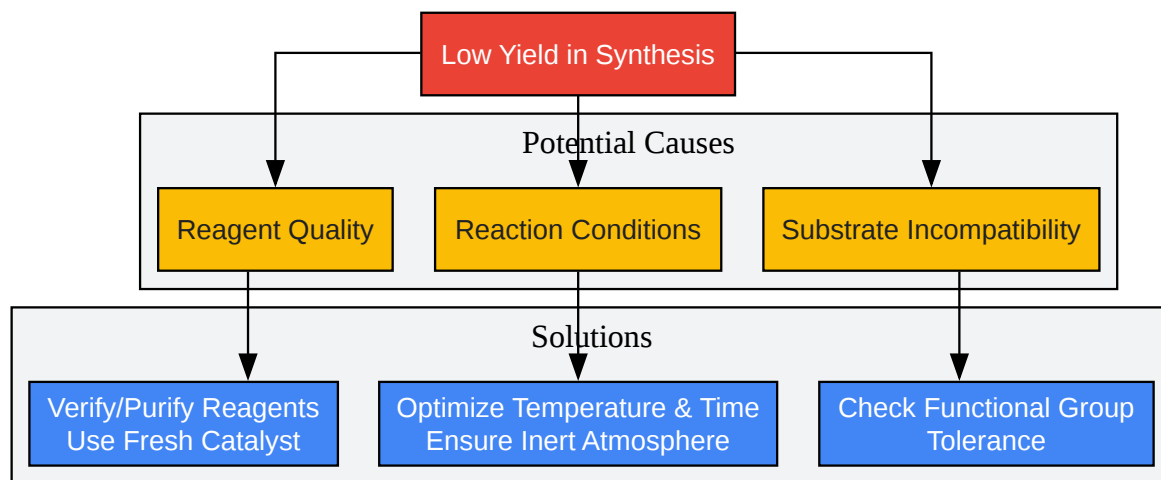 Low Yield in Synthesis
Potential Causes
Reagent Quality
Reaction Conditions
Substrate Incompatibility
Solutions
Verify/Purify Reagents
Use Fresh Catalyst
Optimize Temperature & Time
Ensure Inert Atmosphere
Check Functional Group
Tolerance